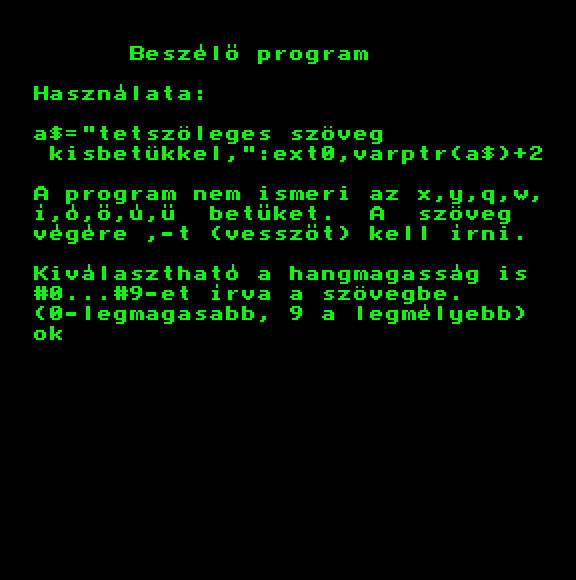 Beszélö program
Használata:
a$="tetszöleges szöveg
kisbetükkel,":ext0,varptr(a$)+2
A program nem ismeri az x,y,q,w,
í,ó,ö,ú,ü betüket. A szöveg
végére ,-t (vesszöt) kell írni.
Kiválasztható a hangmagasság is
#0...#9-et írva a szövegbe.
(0-legmagasabb, 9 a legmélyebb)
ok